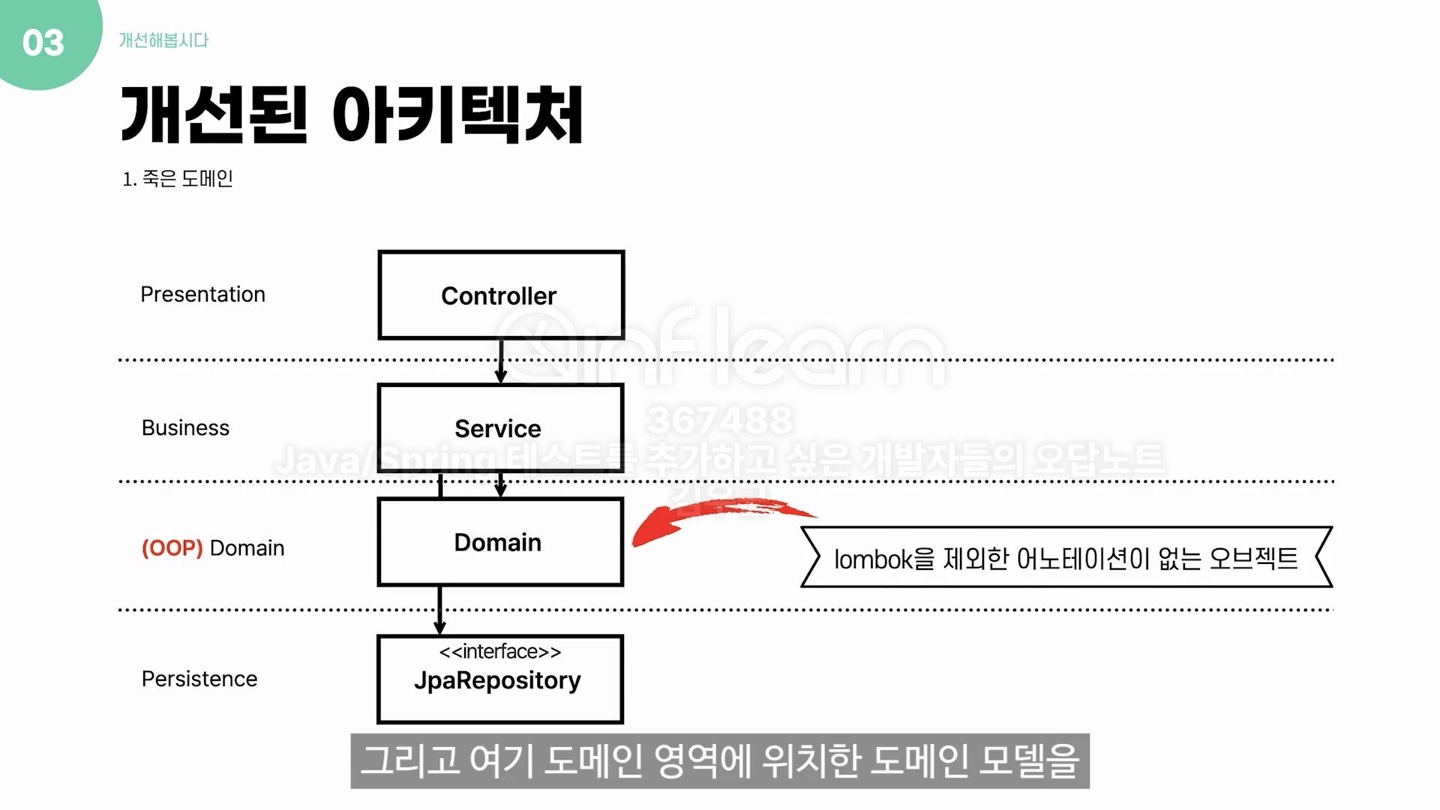 03
개선해봅시다
개선된 아키텍처
1. 죽은 도메인
Presentation
Controller
inflearn
367488
Business
Service
Java/Spring 테스트를 추가하고 싶은 개발자들의 오답노트
(OOP) Domain
Domain
lombok을 제외한 어노테이션이 없는 오브젝트
Persistence
<<interface>>
JpaRepository
그리고 여기 도메인 영역에 위치한 도메인 모델을